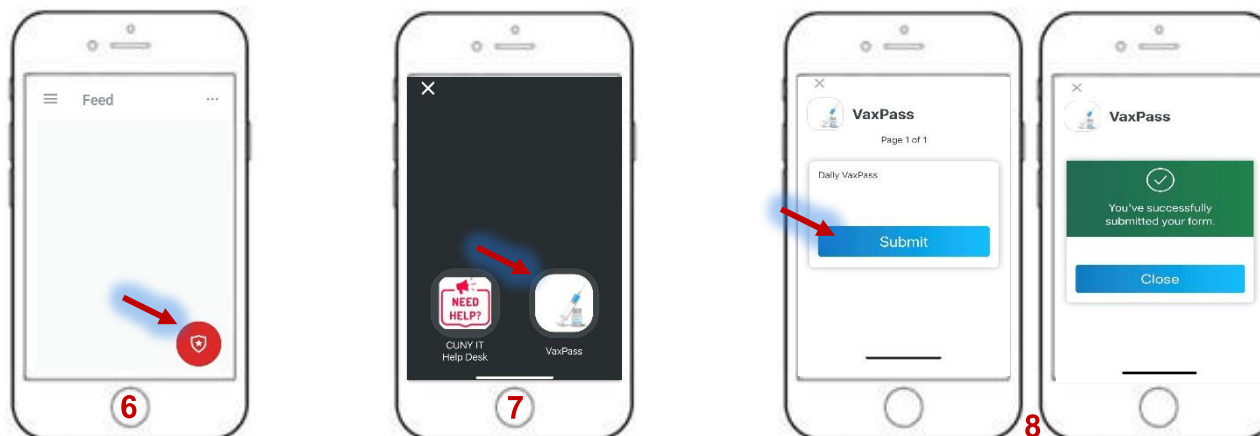 Feed
...
6
NEED
HELP?
CUNY IT
Help Desk
VaxPass
7
VaxPass
Page 1 of 1
Daily VaxPass
Submit
VaxPass
You've successfully
submitted your form.
Close
8